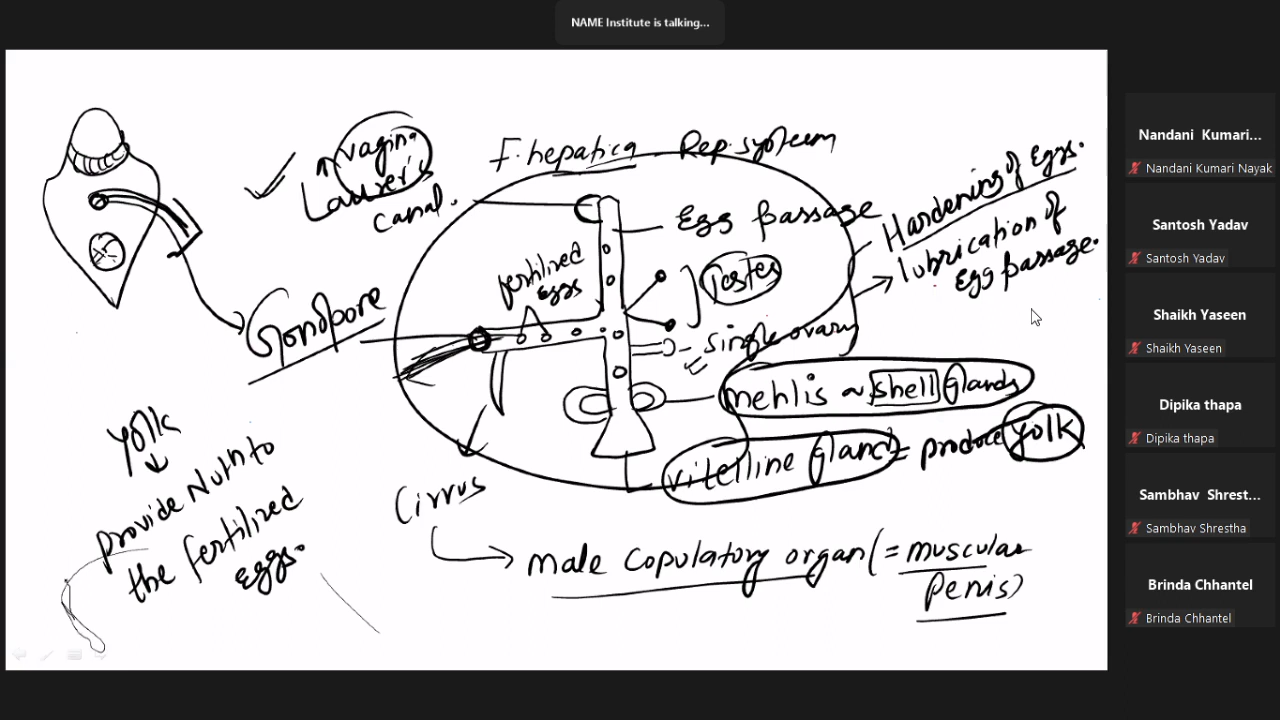 NAME Institute is talking...
F. hepatica Rep. system
vagina
Laurer's
canal.
Egg passage
Hardening of Eggs.
lubrication of
Egg passage.
fertilized
eggs
Testes
Gonopore
single ovary
mehlis ~ shell Glands
vitelline Gland = produce yolk
yolk
provide Nutn to
the fertilized
eggs.
Cirrus
male copulatory organ (= muscular
Penis)
Nandani Kumari...
Nandani Kumari Nayak
Santosh Yadav
Santosh Yadav
Shaikh Yaseen
Shaikh Yaseen
Dipika thapa
Dipika thapa
Sambhav Shrest...
Sambhav Shrestha
Brinda Chhantel
Brinda Chhantel